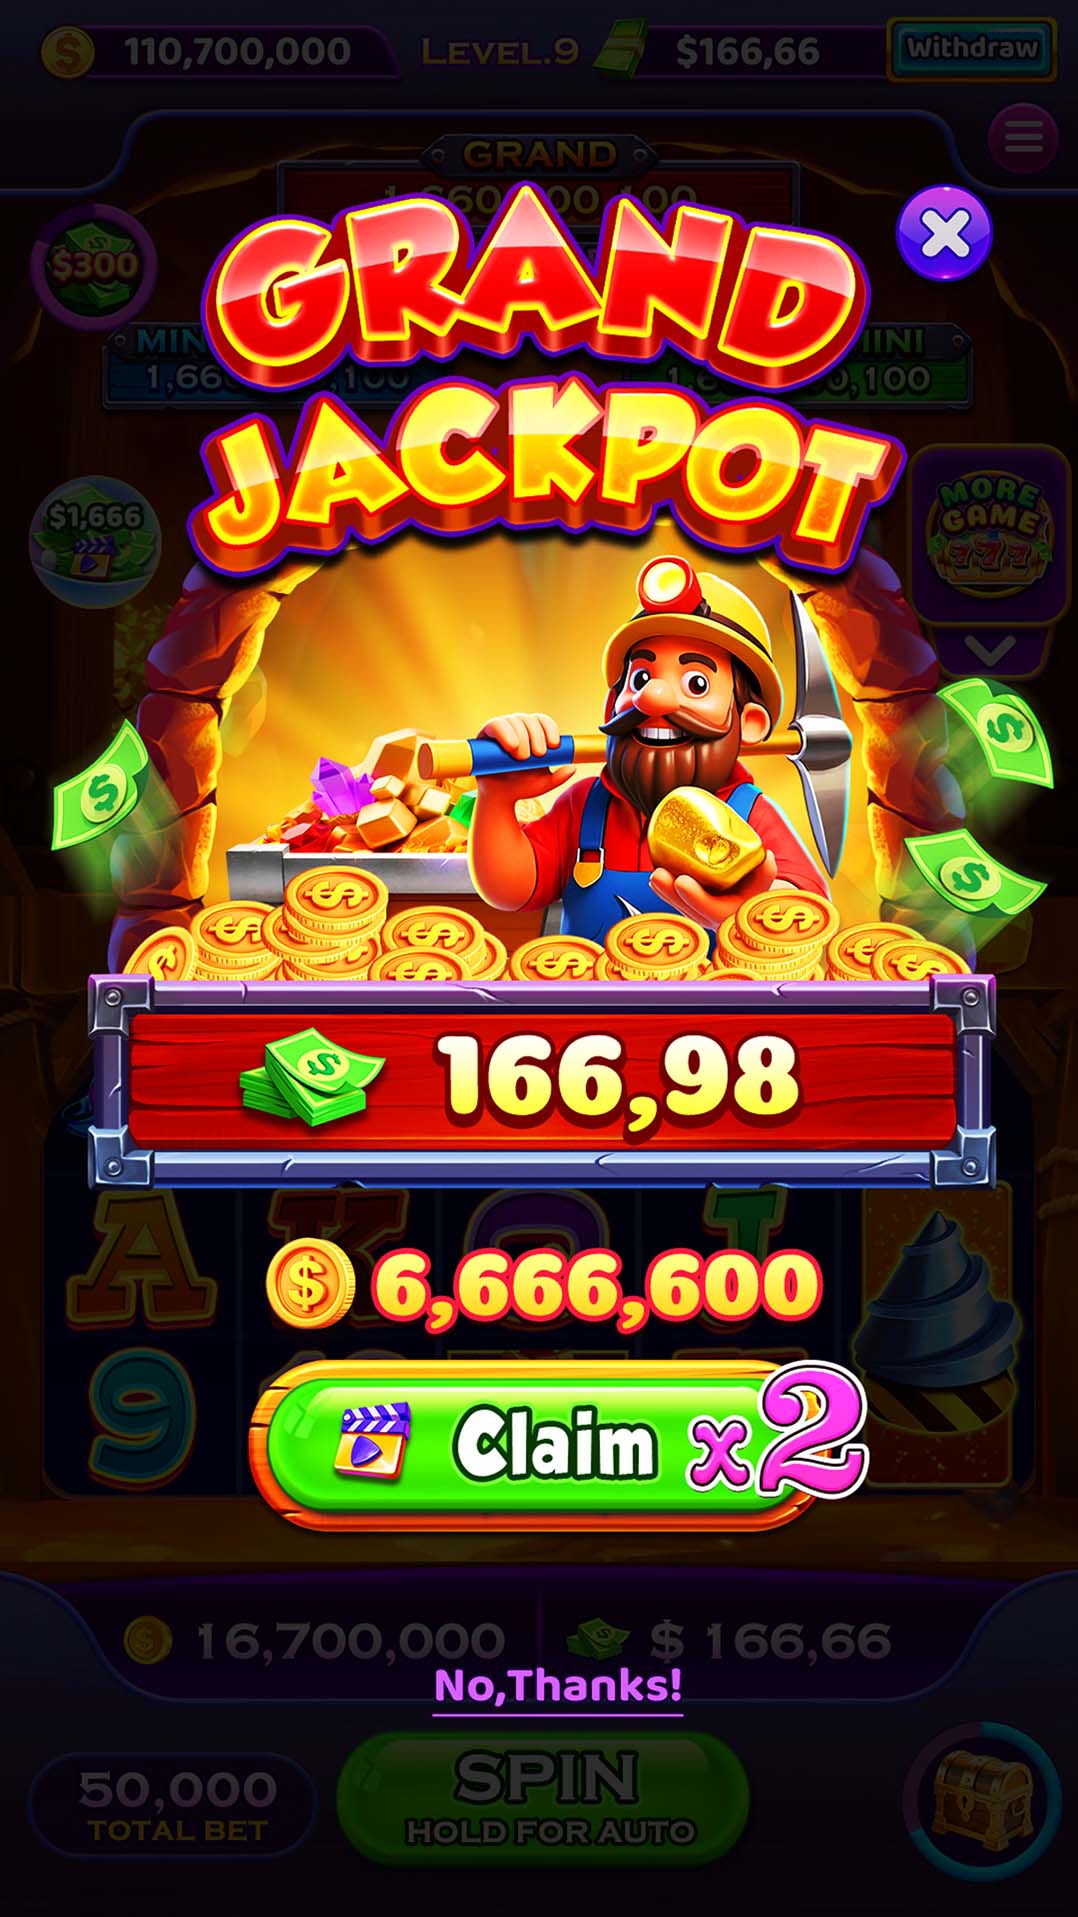 110,700,000 LEVEL.9 $166,66 Withdraw
GRAND
$300
GRAND
JACKPOT
$1,666
MORE
GAME
777
166,98
6,666,600
A K Q J
9
Claim x2
16,700,000 $ 166,66
No,Thanks!
50,000
TOTAL BET
SPIN
HOLD FOR AUTO